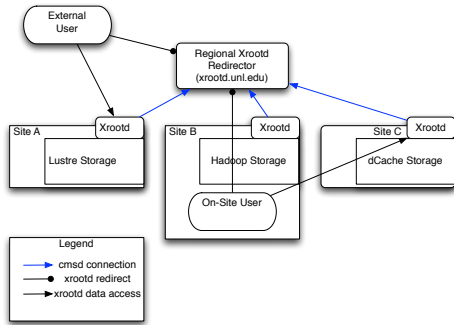 External
User
Regional Xrootd
Redirector
(xrootd.unl.edu)
Site A
Xrootd
Lustre Storage
Site B
Xrootd
Hadoop Storage
On-Site User
Site C
Xrootd
dCache Storage
Legend
cmsd connection
xrootd redirect
xrootd data access